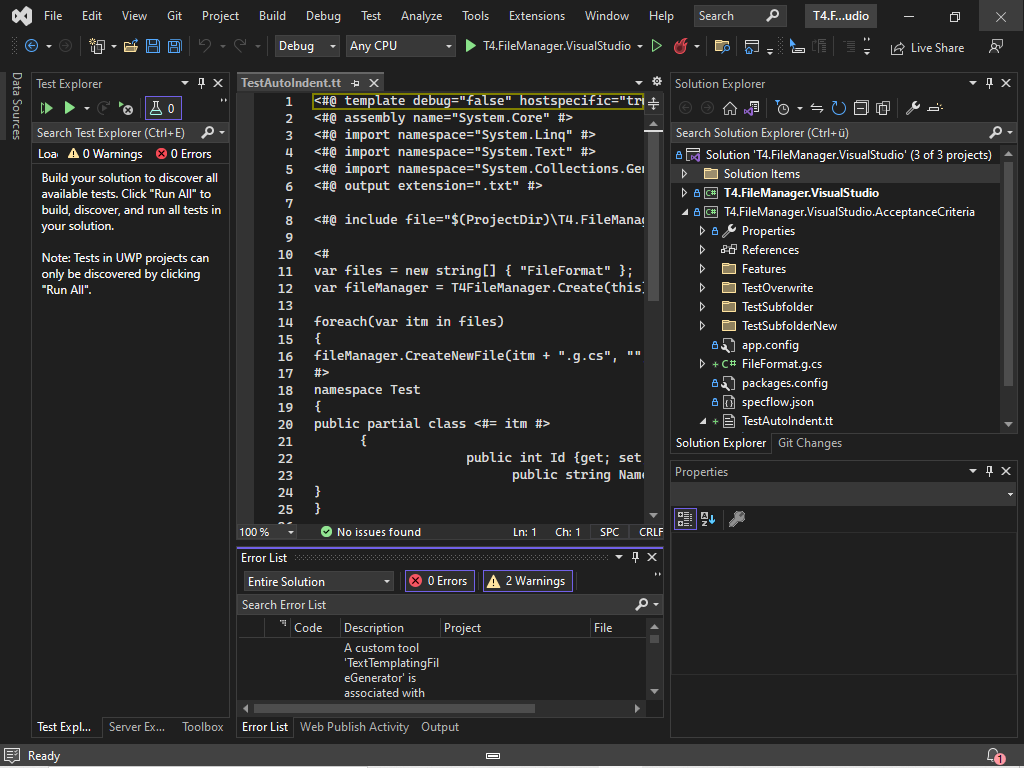 File Edit View Git Project Build Debug Test Analyze Tools Extensions Window Help Search T4.F...udio
Debug Any CPU T4.FileManager.VisualStudio Live Share
Data Sources
Test Explorer
0
Search Test Explorer (Ctrl+E)
0 Warnings 0 Errors
Build your solution to discover all
available tests. Click "Run All" to
build, discover, and run all tests in
your solution.
Note: Tests in UWP projects can
only be discovered by clicking
"Run All".
Test Expl... Server Ex... Toolbox
TestAutoIndent.tt
1 <#@ template debug="false" hostspecific="tru
2 <#@ assembly name="System.Core" #>
3 <#@ import namespace="System.Linq" #>
4 <#@ import namespace="System.Text" #>
5 <#@ import namespace="System.Collections.Gen
6 <#@ output extension=".txt" #>
7
8 <#@ include file="$(ProjectDir)\T4.FileManag
9
10 <#
11 var files = new string[] { "FileFormat" };
12 var fileManager = T4FileManager.Create(this)
13
14 foreach(var itm in files)
15 {
16 fileManager.CreateNewFile(itm + ".g.cs", ""
17 #>
18 namespace Test
19 {
20 public partial class <#= itm #>
21 {
22 public int Id {get; set
23 public string Name
24 }
25 }
100 % No issues found Ln: 1 Ch: 1 SPC CRLF
Error List
Entire Solution 0 Errors 2 Warnings
Search Error List
Code Description Project File
A custom tool
'TextTemplatingFil
eGenerator' is
associated with
Error List Web Publish Activity Output
Solution Explorer
Search Solution Explorer (Ctrl+ü)
Solution 'T4.FileManager.VisualStudio' (3 of 3 projects)
Solution Items
C# T4.FileManager.VisualStudio
C# T4.FileManager.VisualStudio.AcceptanceCriteria
Properties
References
Features
TestOverwrite
TestSubfolder
TestSubfolderNew
app.config
+ C# FileFormat.g.cs
packages.config
specflow.json
+ TestAutoIndent.tt
Solution Explorer Git Changes
Properties
Ready 1